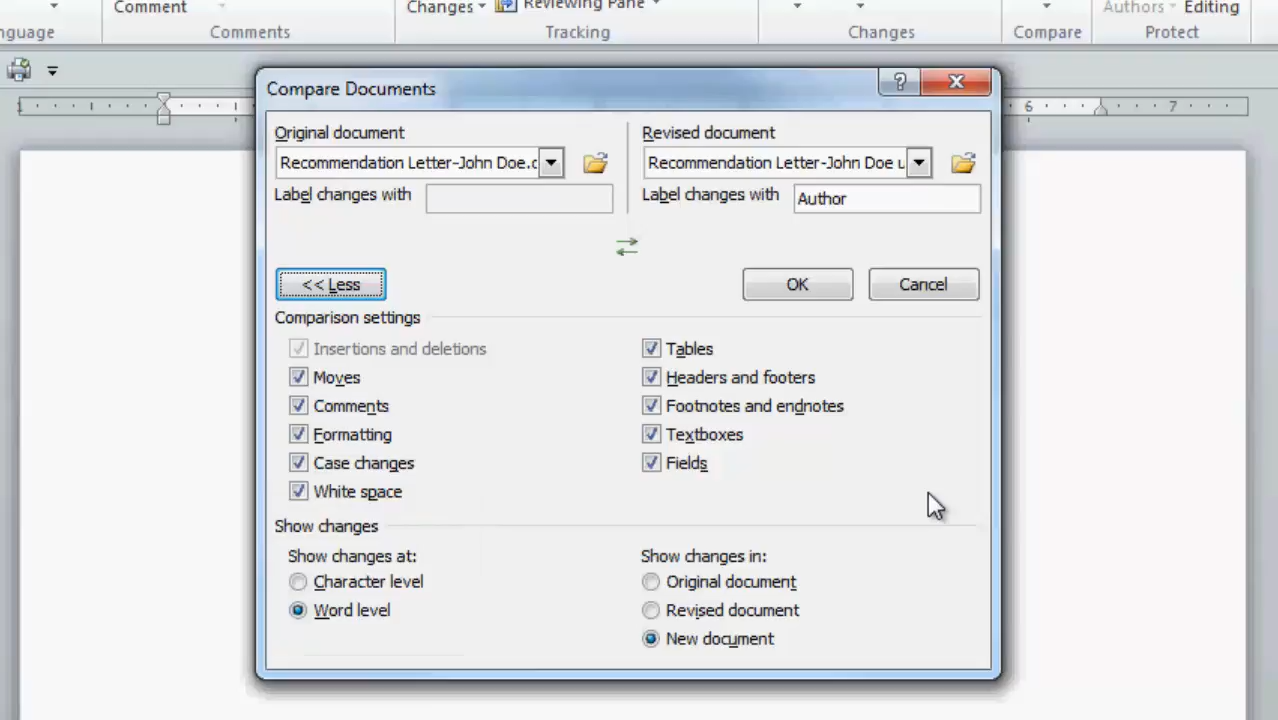 Comment
Changes
Reviewing Pane
Authors
Editing
Comments
Tracking
Changes
Compare
Protect
6
7
Compare Documents
Original document
Revised document
Recommendation Letter-John Doe.
Recommendation Letter-John Doe u
Label changes with
Label changes with
Author
<< Less
OK
Cancel
Comparison settings
Insertions and deletions
Tables
Moves
Headers and footers
Comments
Footnotes and endnotes
Formatting
Textboxes
Case changes
Fields
White space
Show changes
Show changes at:
Show changes in:
Character level
Original document
Word level
Revised document
New document